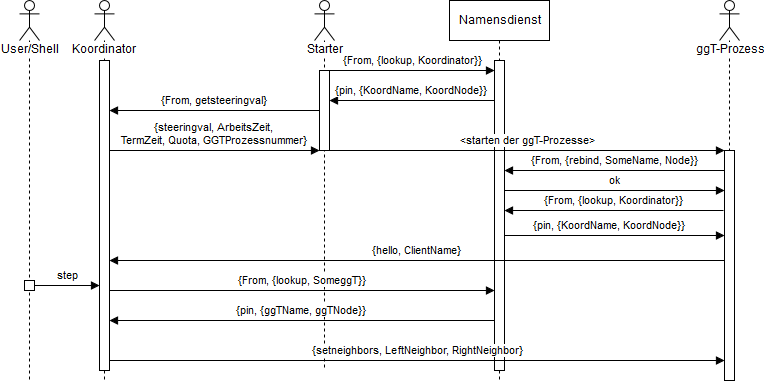 User/Shell
Koordinator
Starter
Namensdienst
ggT-Prozess
{From, {lookup, Koordinator}}
{pin, {KoordName, KoordNode}}
{From, getsteeringval}
{steeringval, ArbeitsZeit,
TermZeit, Quota, GGTProzessnummer}
<starten der ggT-Prozesse>
{From, {rebind, SomeName, Node}}
ok
{From, {lookup, Koordinator}}
{pin, {KoordName, KoordNode}}
{hello, ClientName}
step
{From, {lookup, SomeggT}}
{pin, {ggTName, ggTNode}}
{setneighbors, LeftNeighbor, RightNeighbor}